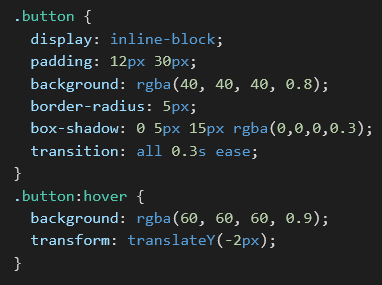 .button {
  display: inline-block;
  padding: 12px 30px;
  background: rgba(40, 40, 40, 0.8);
  border-radius: 5px;
  box-shadow: 0 5px 15px rgba(0,0,0,0.3);
  transition: all 0.3s ease;
}
.button:hover {
  background: rgba(60, 60, 60, 0.9);
  transform: translateY(-2px);
}